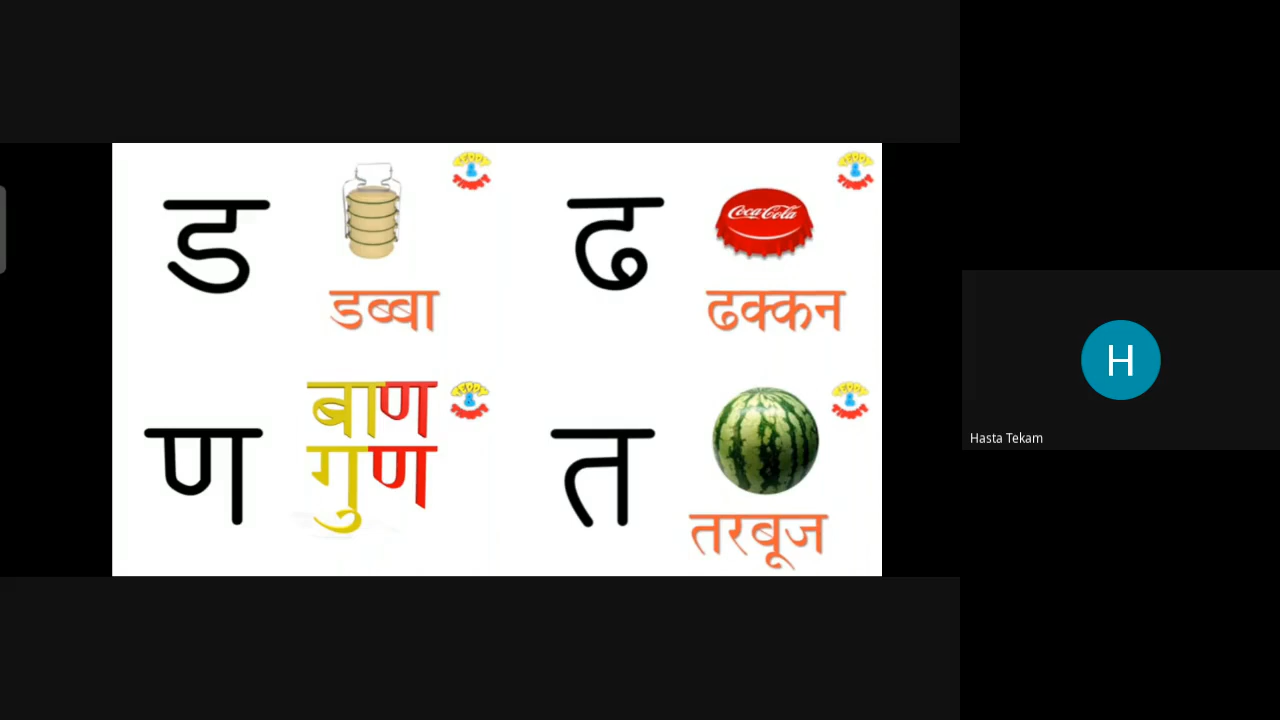 ड
डब्बा
ढ
Coca-Cola
ढक्कन
ण
बाण
गुण
त
तरबूज
H
Hasta Tekam